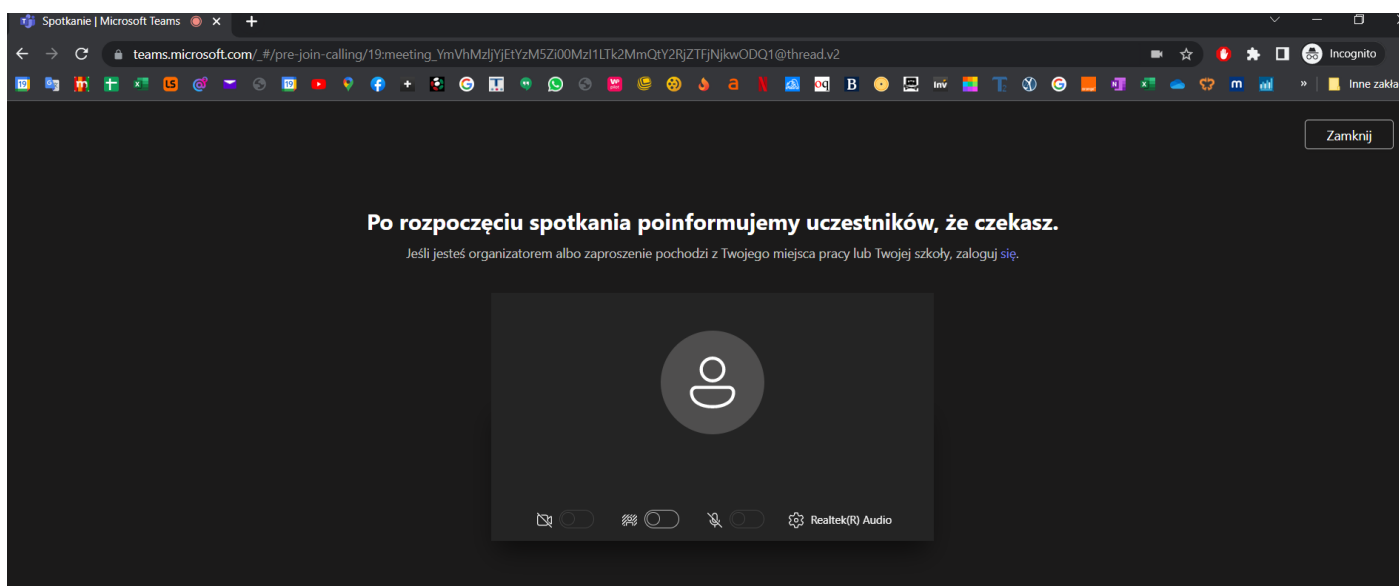 Spotkanie | Microsoft Teams
teams.microsoft.com/_#/pre-join-calling/19:meeting_YmVhMzljYjEtYzM5Zi00MzI1LTk2MmQtY2RjZTFjNjkwODQ1@thread.v2
Incognito
» Inne zakła
Zamknij
Po rozpoczęciu spotkania poinformujemy uczestników, że czekasz.
Jeśli jesteś organizatorem albo zaproszenie pochodzi z Twojego miejsca pracy lub Twojej szkoły, zaloguj się.
Realtek(R) Audio